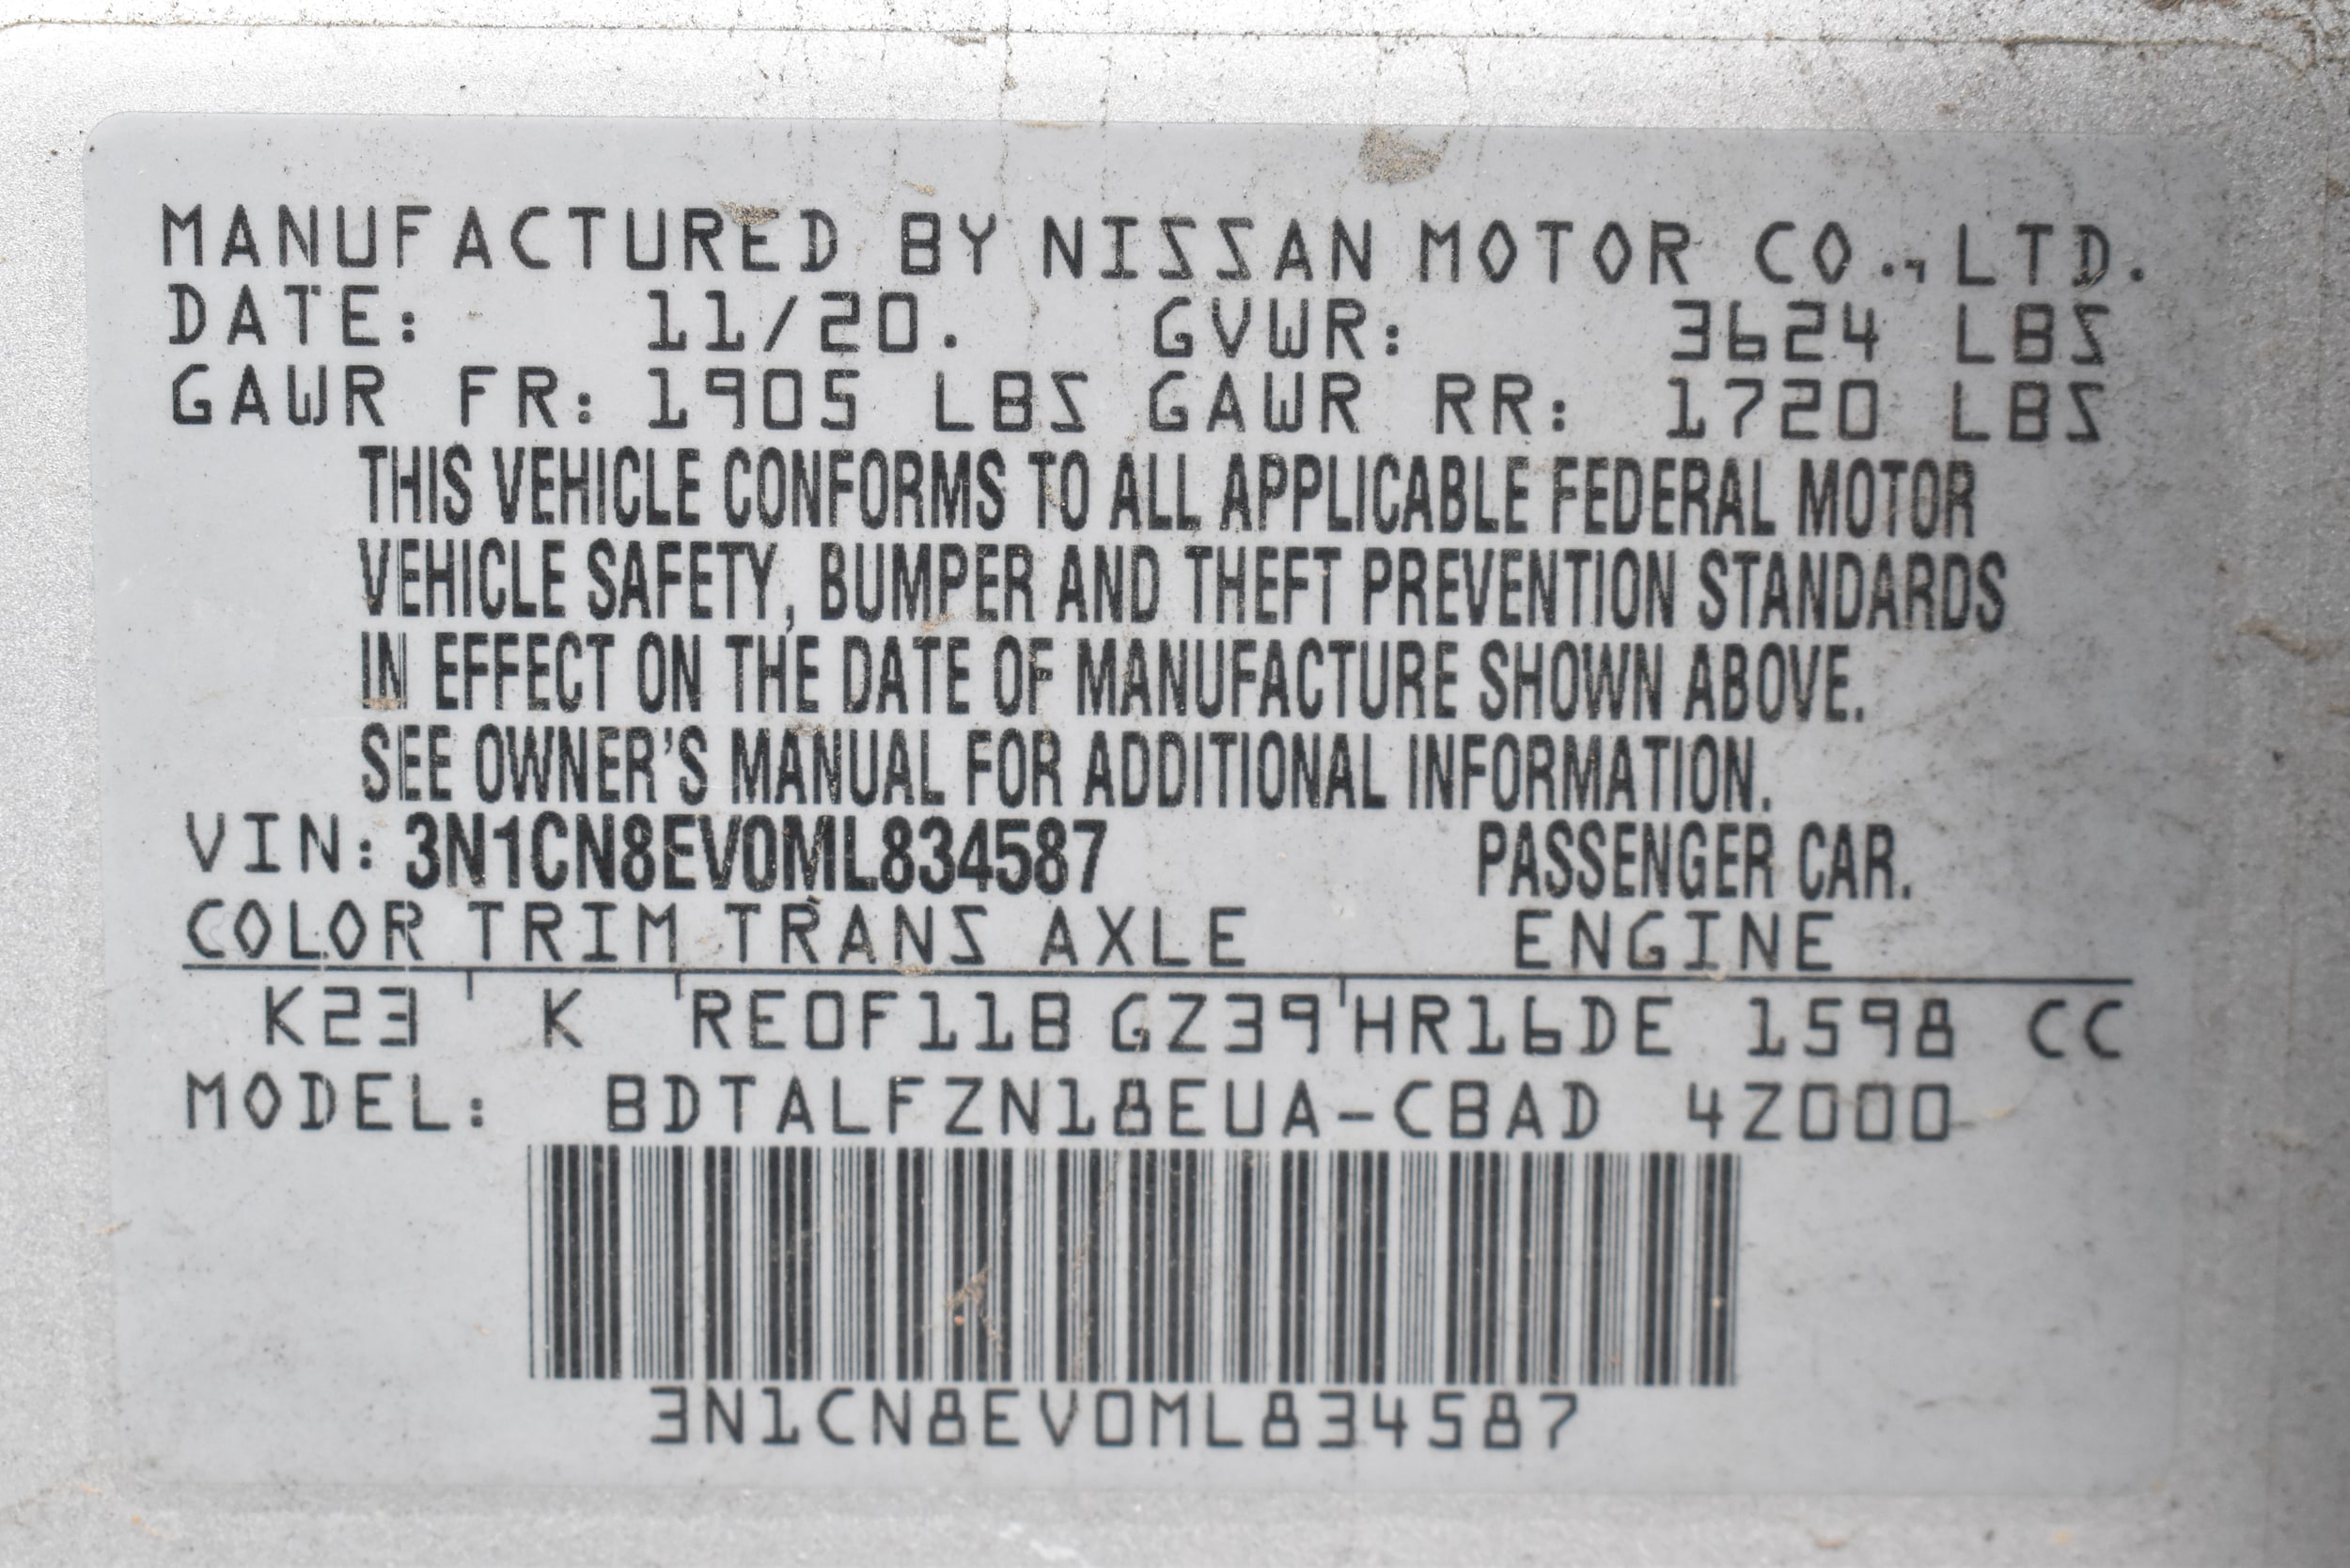 MANUFACTURED BY NISSAN MOTOR CO.,LTD.
DATE: 11/20. GVWR: 3624 LBS
GAWR FR: 1905 LBS GAWR RR: 1720 LBS
THIS VEHICLE CONFORMS TO ALL APPLICABLE FEDERAL MOTOR
VEHICLE SAFETY, BUMPER AND THEFT PREVENTION STANDARDS
IN EFFECT ON THE DATE OF MANUFACTURE SHOWN ABOVE.
SEE OWNER'S MANUAL FOR ADDITIONAL INFORMATION.
VIN: 3N1CN8EV0ML834587 PASSENGER CAR.
COLOR TRIM TRANS AXLE ENGINE
K23 K RE0F11B GZ39 HR16DE 1598 CC
MODEL: BDTALFZN18EUA-CBAD 4Z000
3N1CN8EV0ML834587